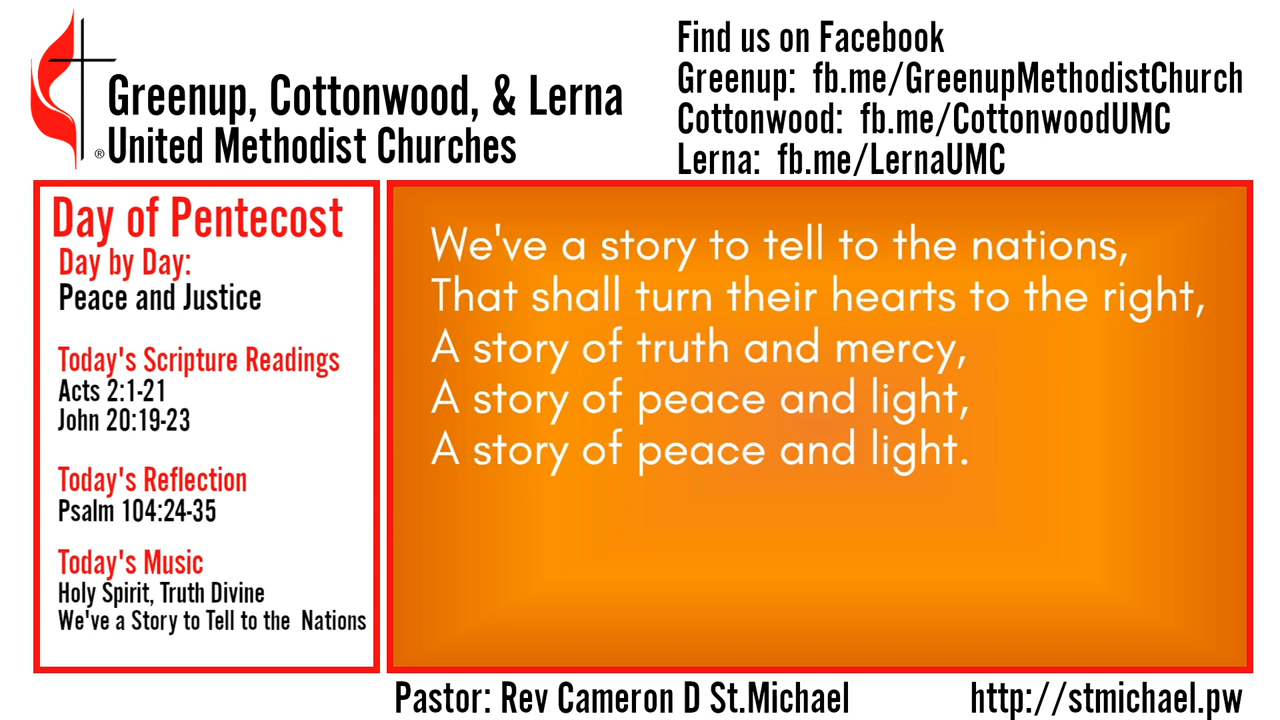 Greenup, Cottonwood, & Lerna
®United Methodist Churches
Find us on Facebook
Greenup: fb.me/GreenupMethodistChurch
Cottonwood: fb.me/CottonwoodUMC
Lerna: fb.me/LernaUMC
Day of Pentecost
Day by Day:
Peace and Justice
Today's Scripture Readings
Acts 2:1-21
John 20:19-23
Today's Reflection
Psalm 104:24-35
Today's Music
Holy Spirit, Truth Divine
We've a Story to Tell to the Nations
We've a story to tell to the nations,
That shall turn their hearts to the right,
A story of truth and mercy,
A story of peace and light,
A story of peace and light.
Pastor: Rev Cameron D St.Michael
http://stmichael.pw